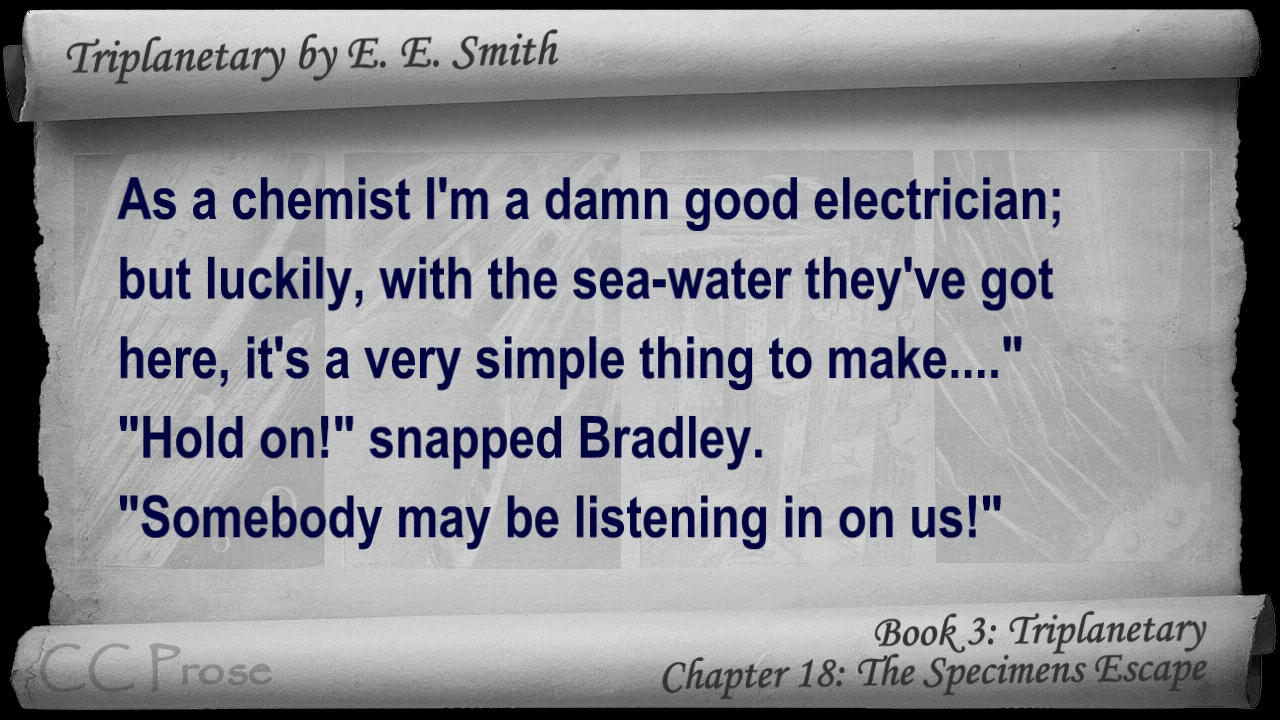 Triplanetary by E. E. Smith
As a chemist I'm a damn good electrician;
but luckily, with the sea-water they've got
here, it's a very simple thing to make...."
"Hold on!" snapped Bradley.
"Somebody may be listening in on us!"
Book 3: Triplanetary
Chapter 18: The Specimens Escape
CC Prose